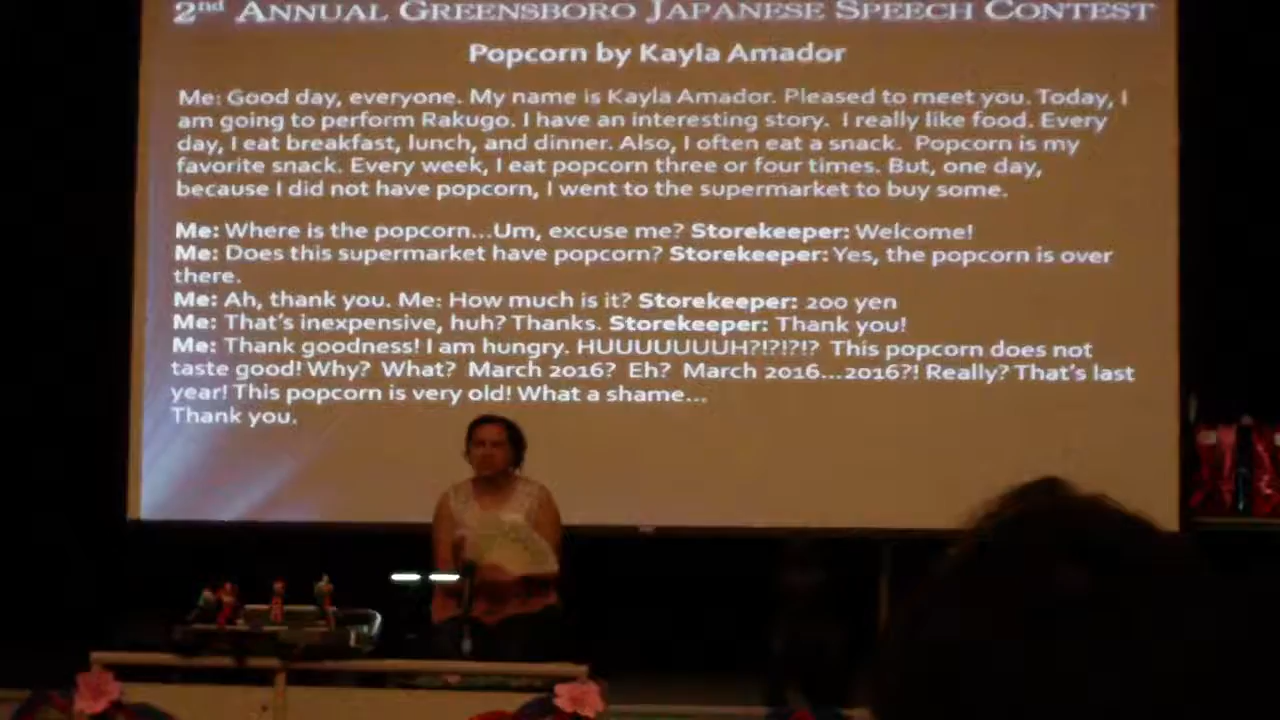 2nd Annual Greensboro Japanese Speech Contest
Popcorn by Kayla Amador
Me: Good day, everyone. My name is Kayla Amador. Pleased to meet you. Today, I
am going to perform Rakugo. I have an interesting story. I really like food. Every
day, I eat breakfast, lunch, and dinner. Also, I often eat a snack. Popcorn is my
favorite snack. Every week, I eat popcorn three or four times. But, one day,
because I did not have popcorn, I went to the supermarket to buy some.
Me: Where is the popcorn...Um, excuse me? Storekeeper: Welcome!
Me: Does this supermarket have popcorn? Storekeeper: Yes, the popcorn is over
there.
Me: Ah, thank you. Me: How much is it? Storekeeper: 200 yen
Me: That's inexpensive, huh? Thanks. Storekeeper: Thank you!
Me: Thank goodness! I am hungry. HUUUUUUUH?!?!?!? This popcorn does not
taste good! Why? What? March 2016? Eh? March 2016...2016?! Really? That's last
year! This popcorn is very old! What a shame...
Thank you.